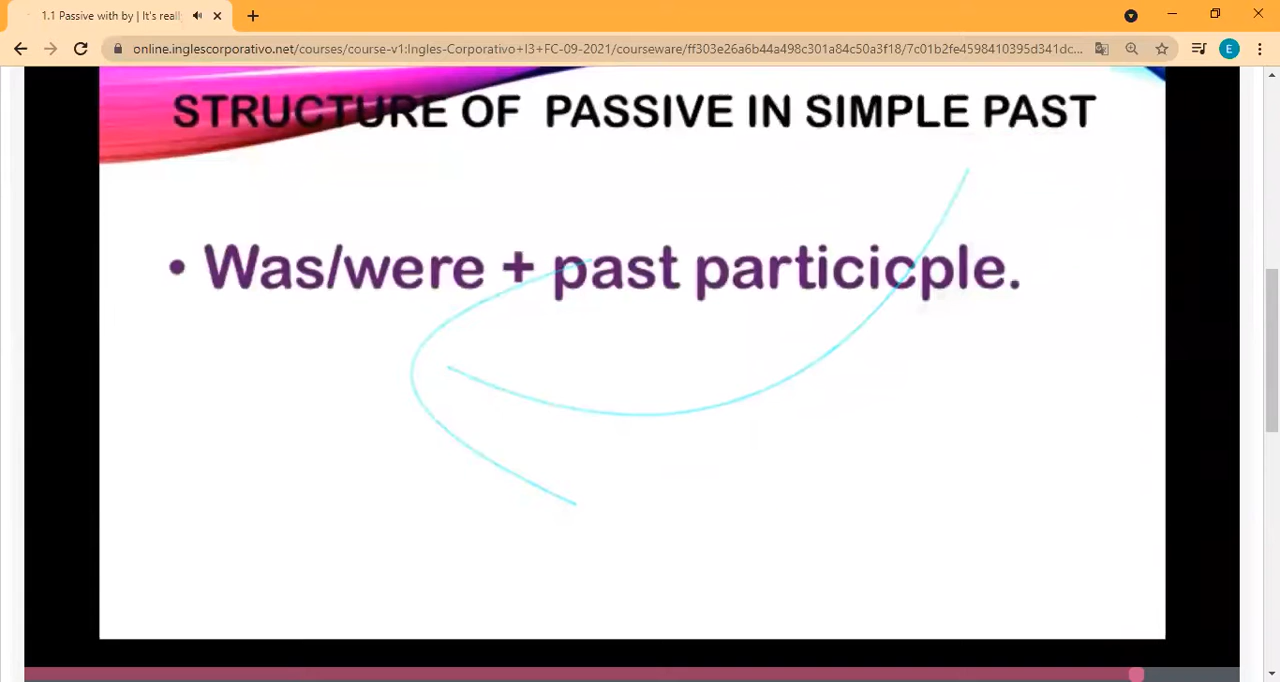 1.1 Passive with by | It's reall
online.inglescorporativo.net/courses/course-v1:Ingles-Corporativo+I3+FC-09-2021/courseware/ff303e26a6b44a498c301a84c50a3f18/7c01b2fe4598410395d341dc...
E
STRUCTURE OF PASSIVE IN SIMPLE PAST
• Was/were + past particicple.